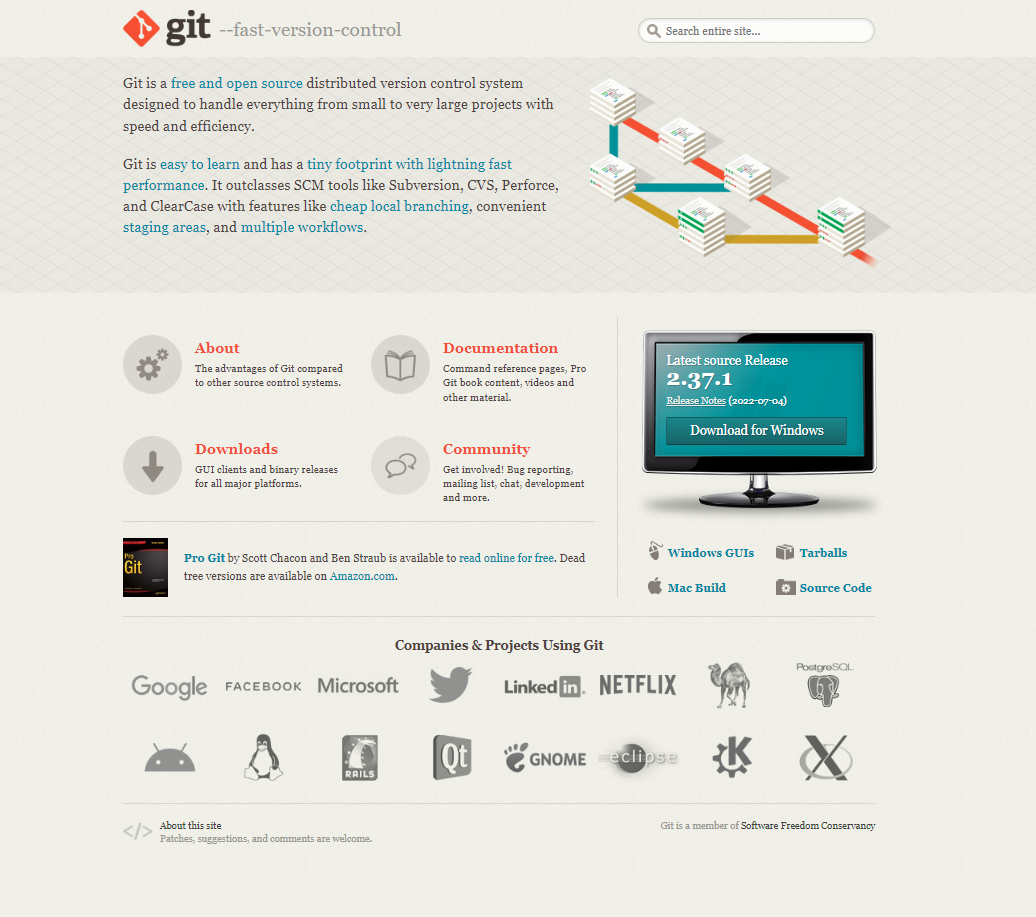 git --fast-version-control
Search entire site...
Git is a free and open source distributed version control system
designed to handle everything from small to very large projects with
speed and efficiency.
Git is easy to learn and has a tiny footprint with lightning fast
performance. It outclasses SCM tools like Subversion, CVS, Perforce,
and ClearCase with features like cheap local branching, convenient
staging areas, and multiple workflows.
About
The advantages of Git compared
to other source control systems.
Documentation
Command reference pages, Pro
Git book content, videos and
other material.
Downloads
GUI clients and binary releases
for all major platforms.
Community
Get involved! Bug reporting,
mailing list, chat, development
and more.
Pro
Git
Pro Git by Scott Chacon and Ben Straub is available to read online for free. Dead
tree versions are available on Amazon.com.
Latest source Release
2.37.1
Release Notes (2022-07-04)
Download for Windows
Windows GUIs
Tarballs
Mac Build
Source Code
Companies & Projects Using Git
Google
FACEBOOK
Microsoft
Linked in
NETFLIX
PostgreSQL
RAILS
Qt
GNOME
eclipse
K
X
</> About this site
Patches, suggestions, and comments are welcome.
Git is a member of Software Freedom Conservancy